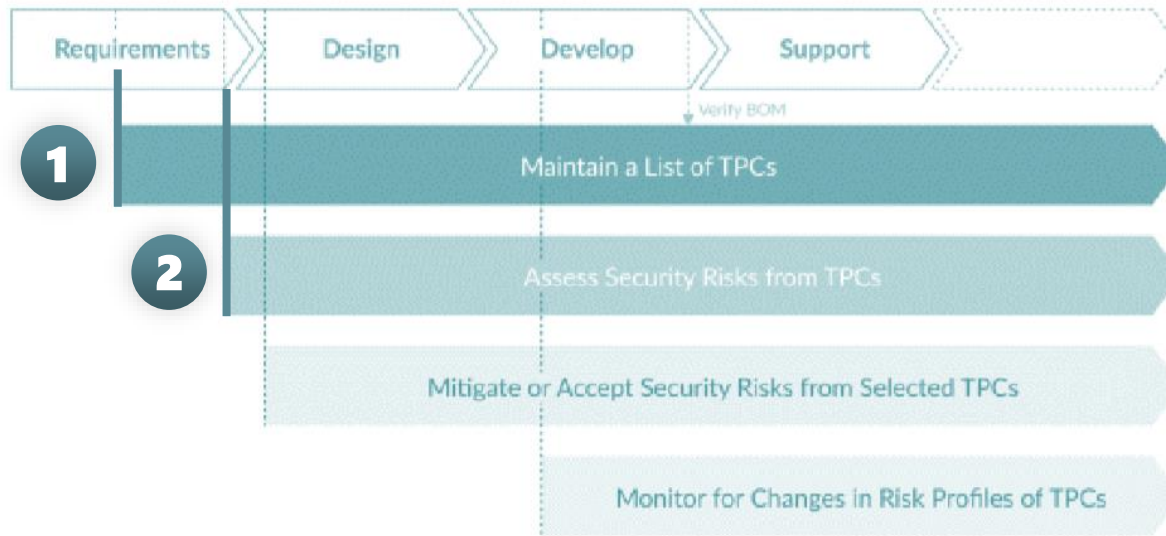 Requirements
Design
Develop
Support
Verify BOM
1
Maintain a List of TPCs
2
Assess Security Risks from TPCs
Mitigate or Accept Security Risks from Selected TPCs
Monitor for Changes in Risk Profiles of TPCs